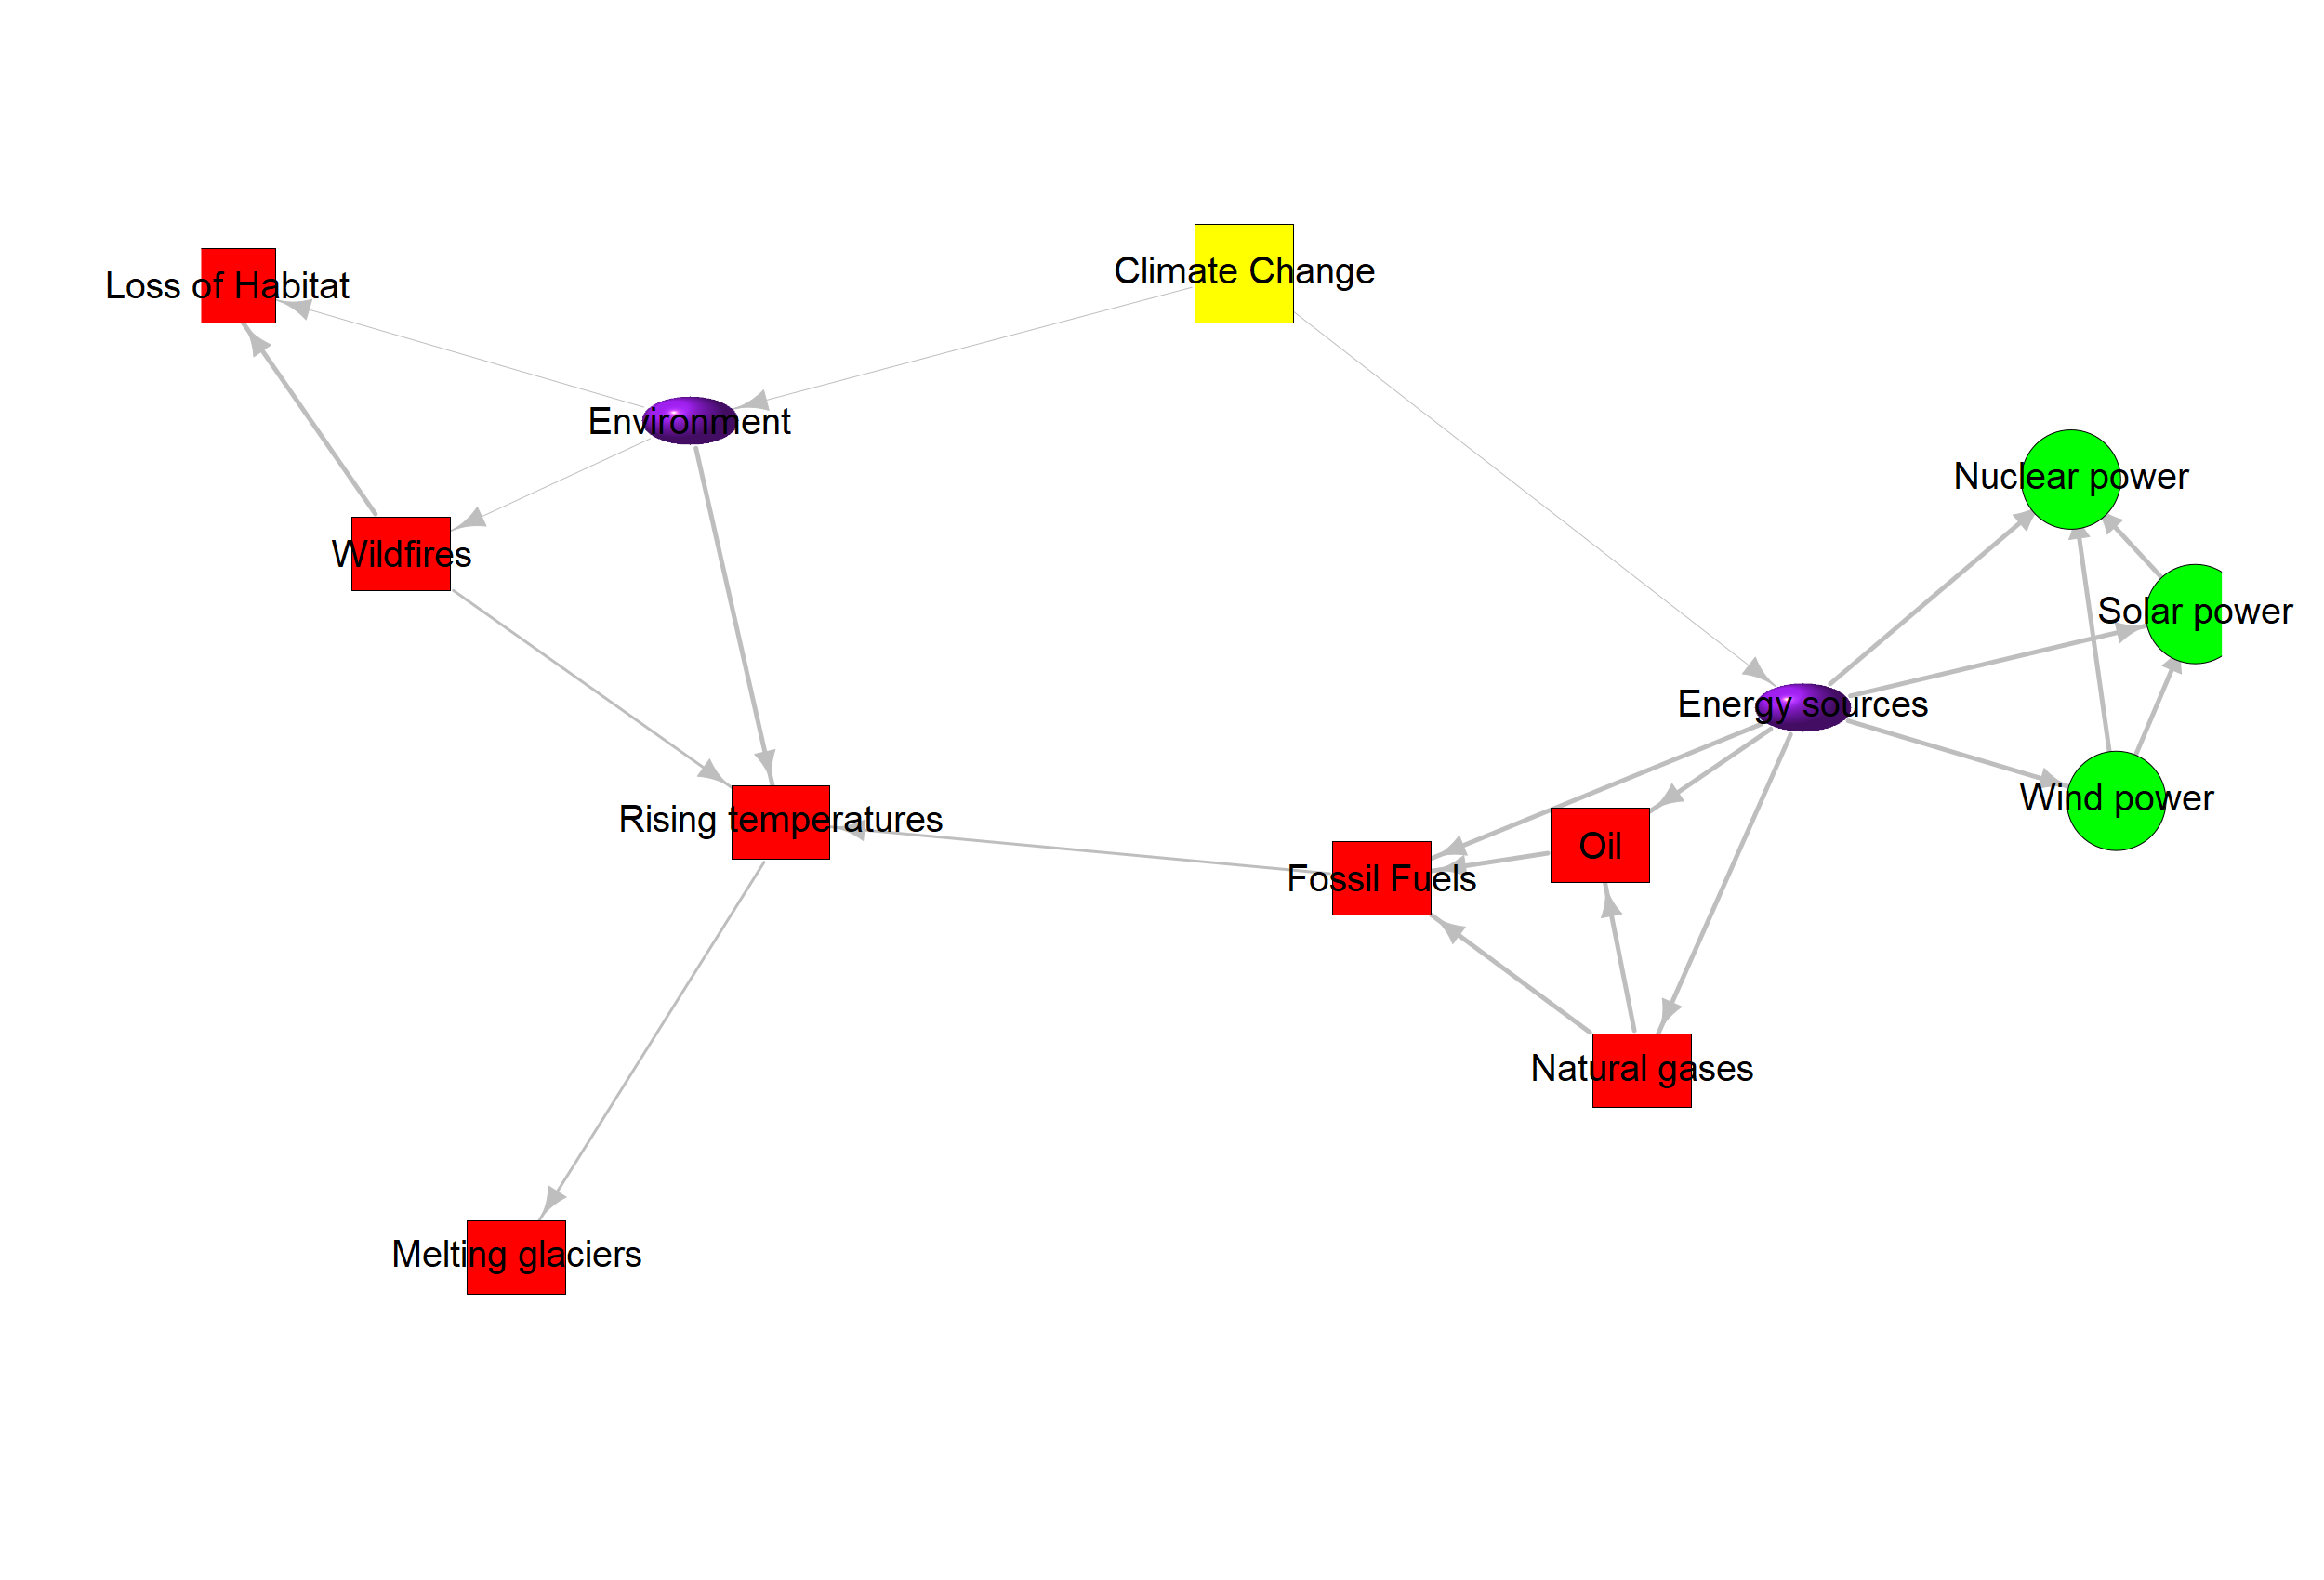 Climate Change
Loss of Habitat
Environment
Nuclear power
Wildfires
Solar power
Energy sources
Wind power
Rising temperatures
Oil
Fossil Fuels
Natural gases
Melting glaciers